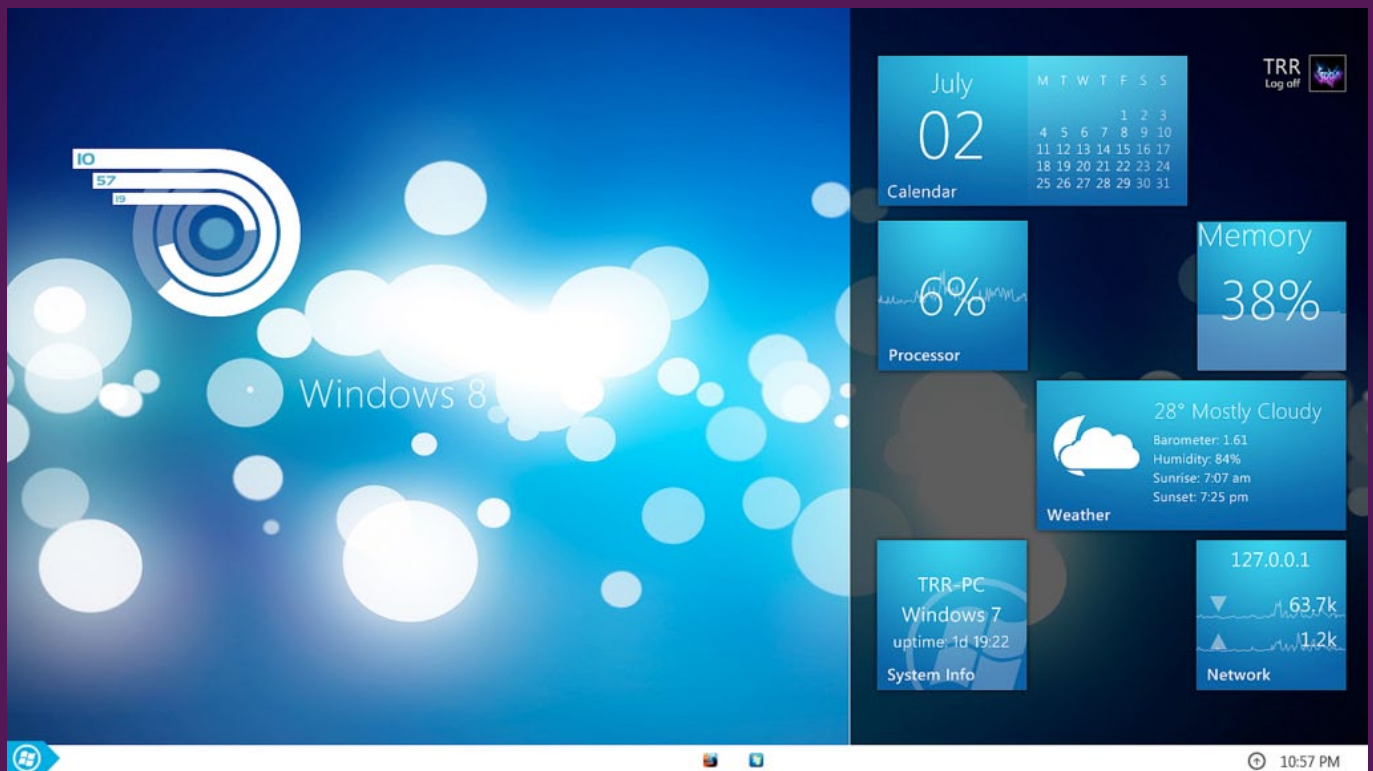 10
57
19
Windows 8
July
02
Calendar
M T W T F S S
1 2 3
4 5 6 7 8 9 10
11 12 13 14 15 16 17
18 19 20 21 22 23 24
25 26 27 28 29 30 31
TRR
Log off
6%
Processor
Memory
38%
28° Mostly Cloudy
Barometer: 1.61
Humidity: 84%
Sunrise: 7:07 am
Sunset: 7:25 pm
Weather
TRR-PC
Windows 7
uptime: 1d 19:22
System Info
127.0.0.1
63.7k
1.2k
Network
10:57 PM